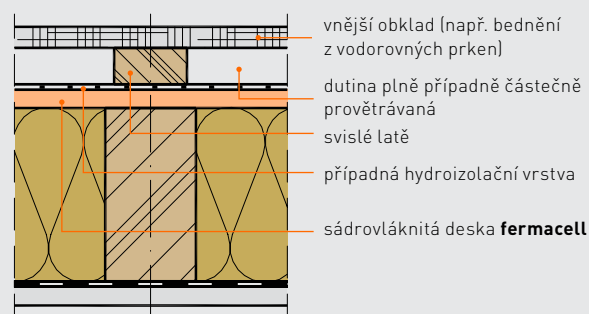 vnější obklad (např. bednění
z vodorovných prken)
dutina plně případně částečně
provětrávaná
svislé latě
případná hydroizolační vrstva
sádrovláknitá deska fermacell